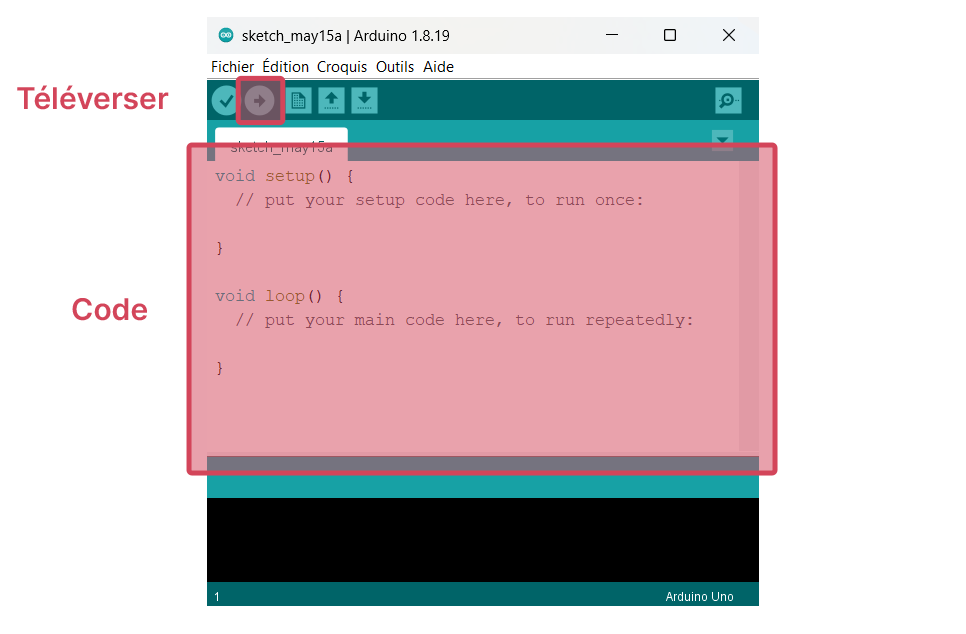 sketch_may15a | Arduino 1.8.19
Fichier Édition Croquis Outils Aide
Téléverser
sketch_may15a
void setup() {
  // put your setup code here, to run once:
}
void loop() {
  // put your main code here, to run repeatedly:
}
Code
1
Arduino Uno